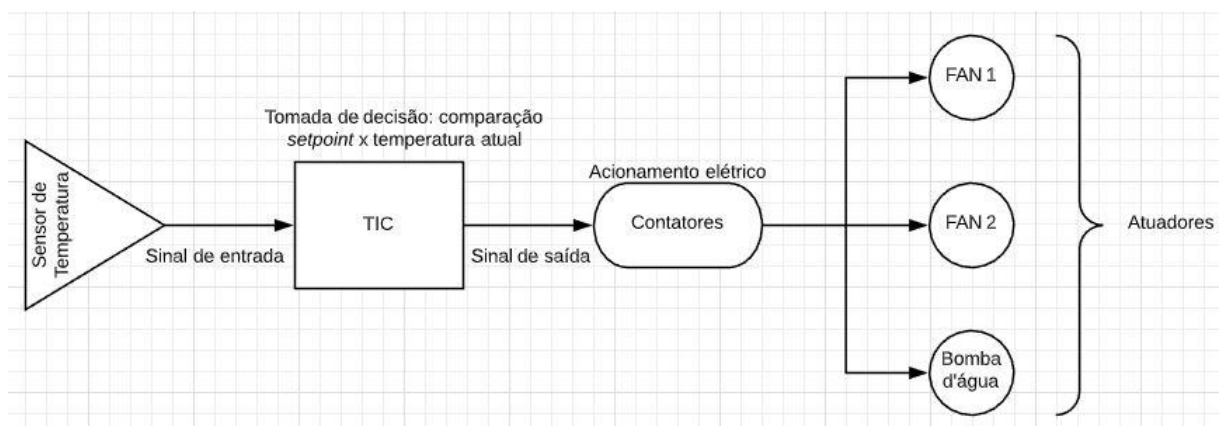 Sensor de
Temperatura
Sinal de entrada
Tomada de decisão: comparação
setpoint x temperatura atual
TIC
Sinal de saída
Acionamento elétrico
Contatores
FAN 1
FAN 2
Bomba
d'água
Atuadores